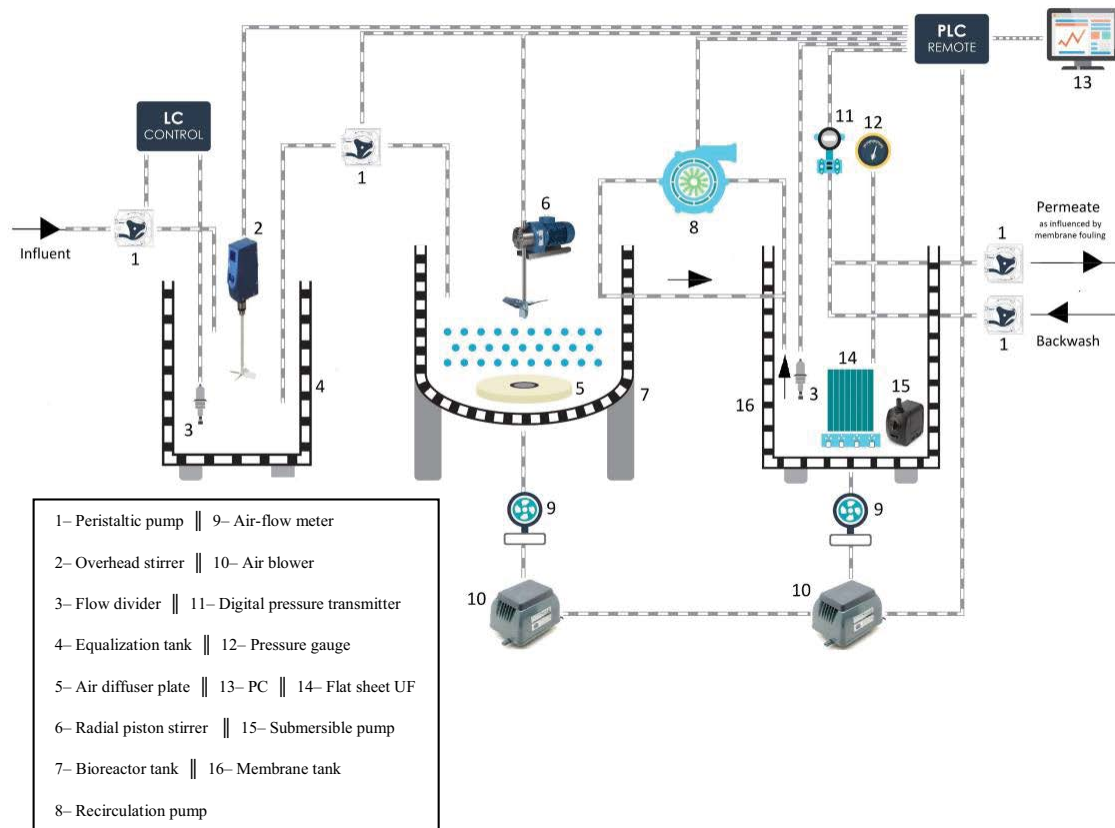 PLC
REMOTE
13
LC
CONTROL
11
12
1
6
2
8
Influent
1
Permeate
as influenced by
membrane fouling
1
1
Backwash
4
3
5
7
16
3
14
15
9
9
10
10
1– Peristaltic pump ‖ 9– Air-flow meter
2– Overhead stirrer ‖ 10– Air blower
3– Flow divider ‖ 11– Digital pressure transmitter
4– Equalization tank ‖ 12– Pressure gauge
5– Air diffuser plate ‖ 13– PC ‖ 14– Flat sheet UF
6– Radial piston stirrer ‖ 15– Submersible pump
7– Bioreactor tank ‖ 16– Membrane tank
8– Recirculation pump